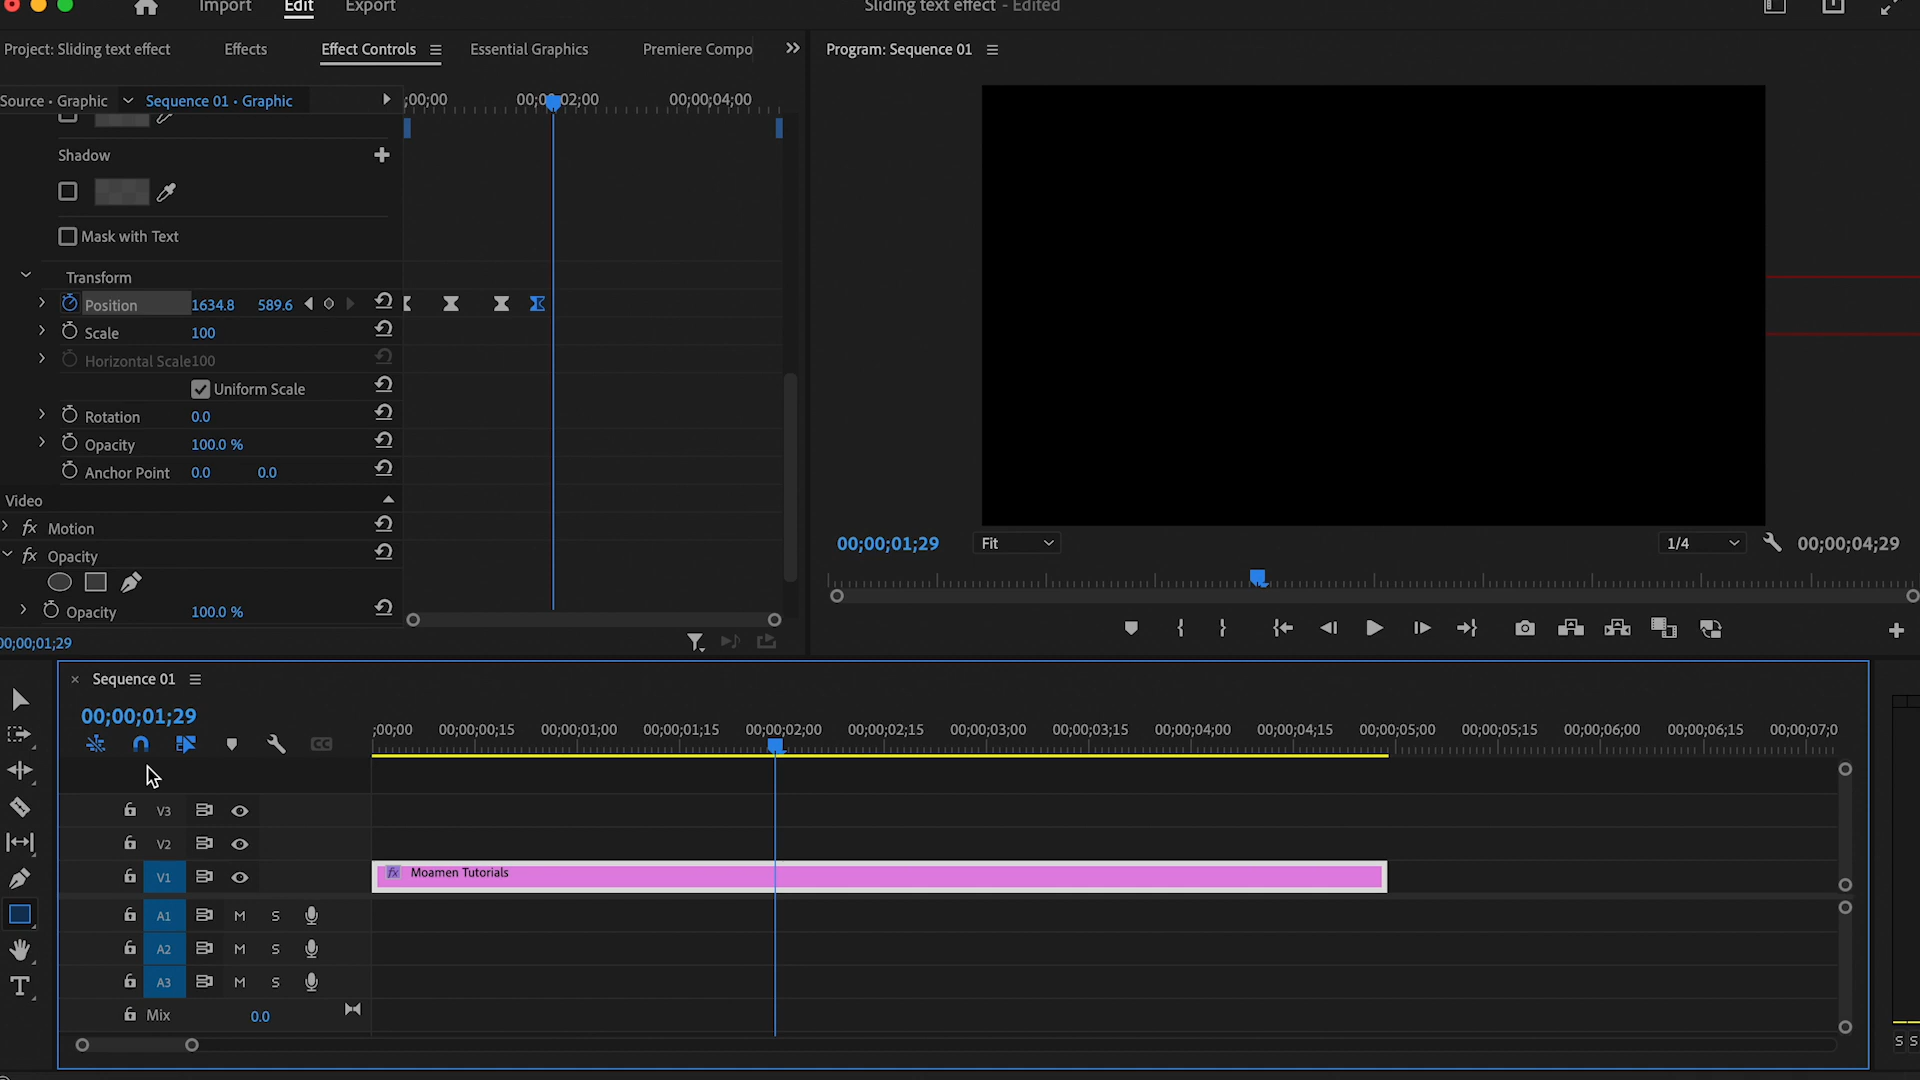 Import Edit Export
Sliding text effect - Edited
Project: Sliding text effect Effects Effect Controls Essential Graphics Premiere Compo
Program: Sequence 01
Source • Graphic Sequence 01 • Graphic
;00;00 00;00;02;00 00;00;04;00
Shadow
Mask with Text
Transform
Position 1634.8 589.6
Scale 100
Horizontal Scale 100
Uniform Scale
Rotation 0.0
Opacity 100.0 %
Anchor Point 0.0 0.0
Video
fx Motion
fx Opacity
Opacity 100.0 %
00;00;01;29
00;00;01;29 Fit 1/4 00;00;04;29
Sequence 01
00;00;01;29
;00;00 00;00;00;15 00;00;01;00 00;00;01;15 00;00;02;00 00;00;02;15 00;00;03;00 00;00;03;15 00;00;04;00 00;00;04;15 00;00;05;00 00;00;05;15 00;00;06;00 00;00;06;15 00;00;07;0
CC
V3
V2
V1 fx Moamen Tutorials
A1 M S
A2 M S
A3 M S
Mix 0.0
T
S S